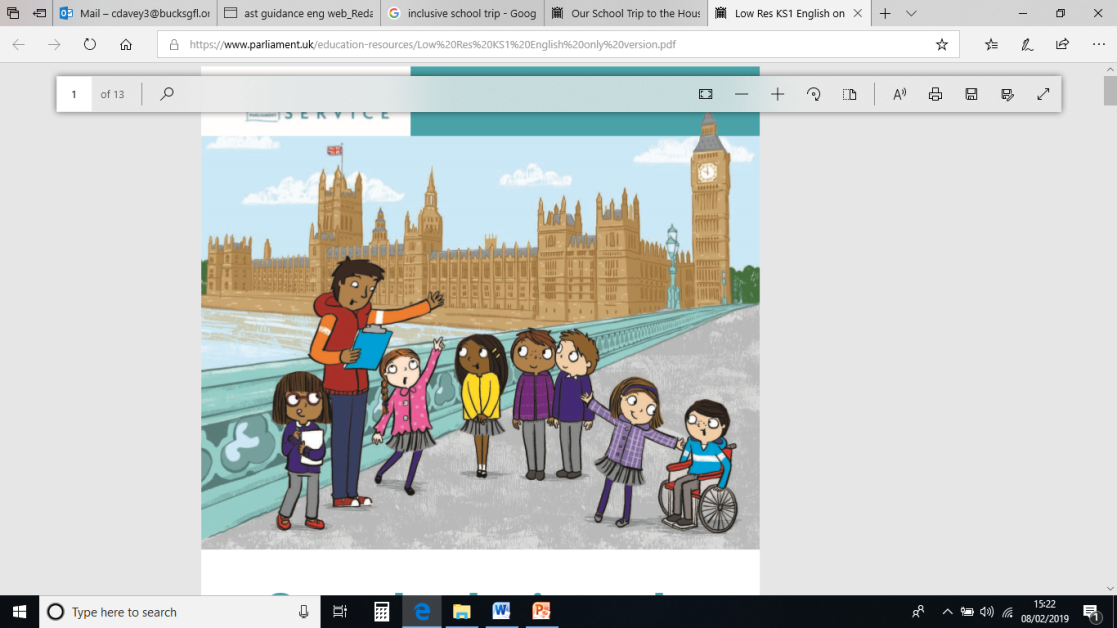 Mail – cdavey3@bucksgfl.or
ast guidance eng web_Reda
inclusive school trip - Goog
Our School Trip to the Hous
Low Res KS1 English on
https://www.parliament.uk/education-resources/Low%20Res%20KS1%20English%20only%20version.pdf
1 of 13
SERVICE
Type here to search
15:22
08/02/2019
1